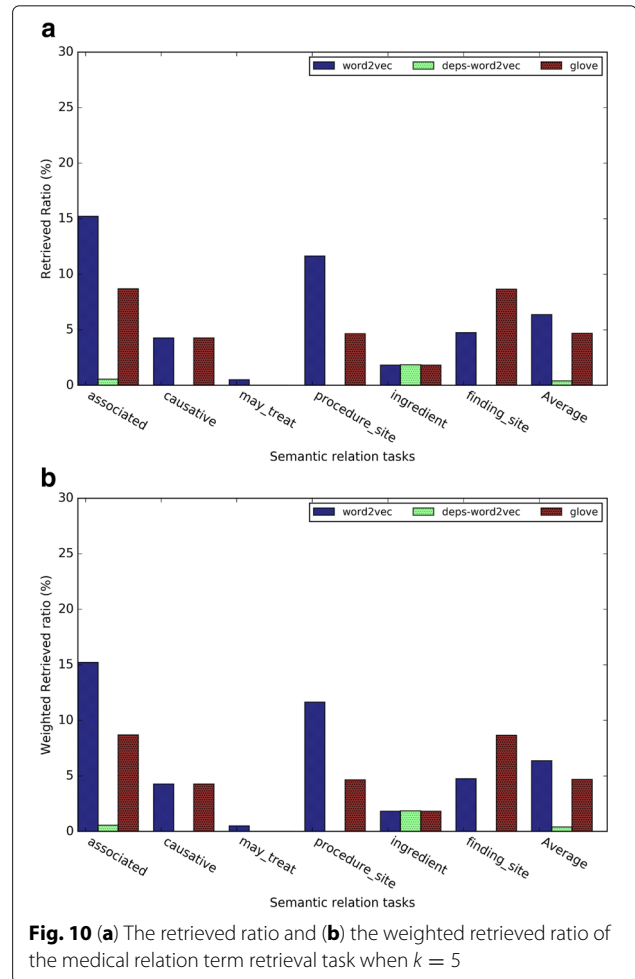 a
30
25
20
15
10
5
0
Retrieved Ratio (%)
word2vec deps-word2vec glove
associated causative may_treat procedure_site ingredient finding_site Average
Semantic relation tasks
b
30
25
20
15
10
5
0
Weighted Retrieved ratio (%)
word2vec deps-word2vec glove
associated causative may_treat procedure_site ingredient finding_site Average
Semantic relation tasks
Fig. 10 (a) The retrieved ratio and (b) the weighted retrieved ratio of
the medical relation term retrieval task when k = 5